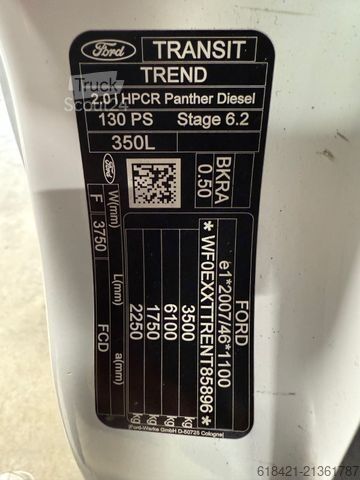 Ford TRANSIT
TREND
2.0l HPCR Panther Diesel
130 PS Stage 6.2
350L
BKRA
0.50
Ford
W(mm) L(mm) a(mm)
F 3750 FCD
FORD
e1*2007/46*1100
*WF0EXXTTRENT85896*
3500 kg
6100 kg
1750 kg
2250 kg
Ford-Werke GmbH D-50725 Cologne
Truck
Scout24
618421-21361787